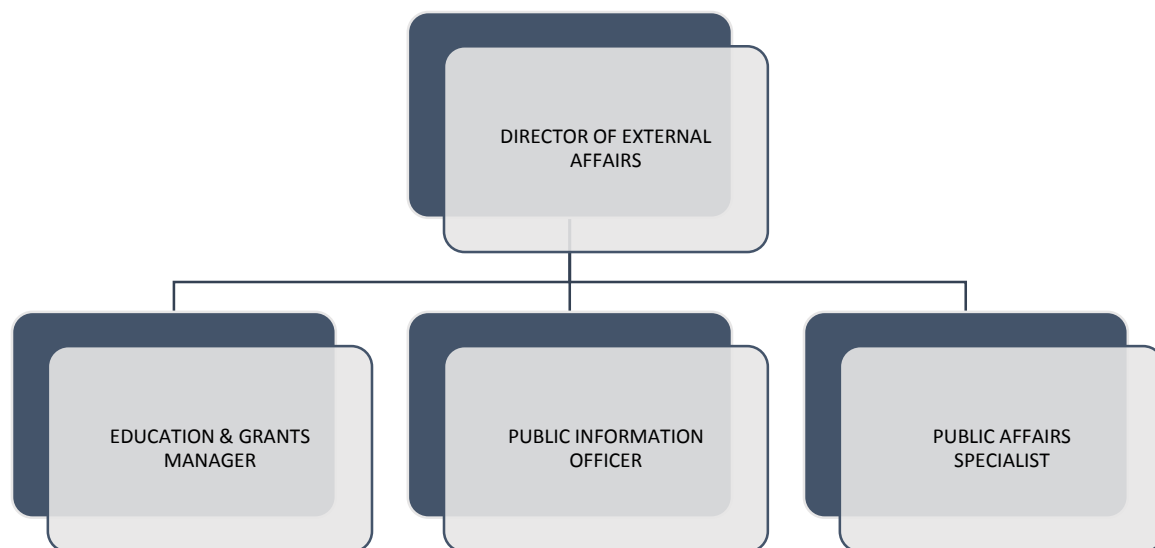 DIRECTOR OF EXTERNAL
AFFAIRS
EDUCATION & GRANTS
MANAGER
PUBLIC INFORMATION
OFFICER
PUBLIC AFFAIRS
SPECIALIST